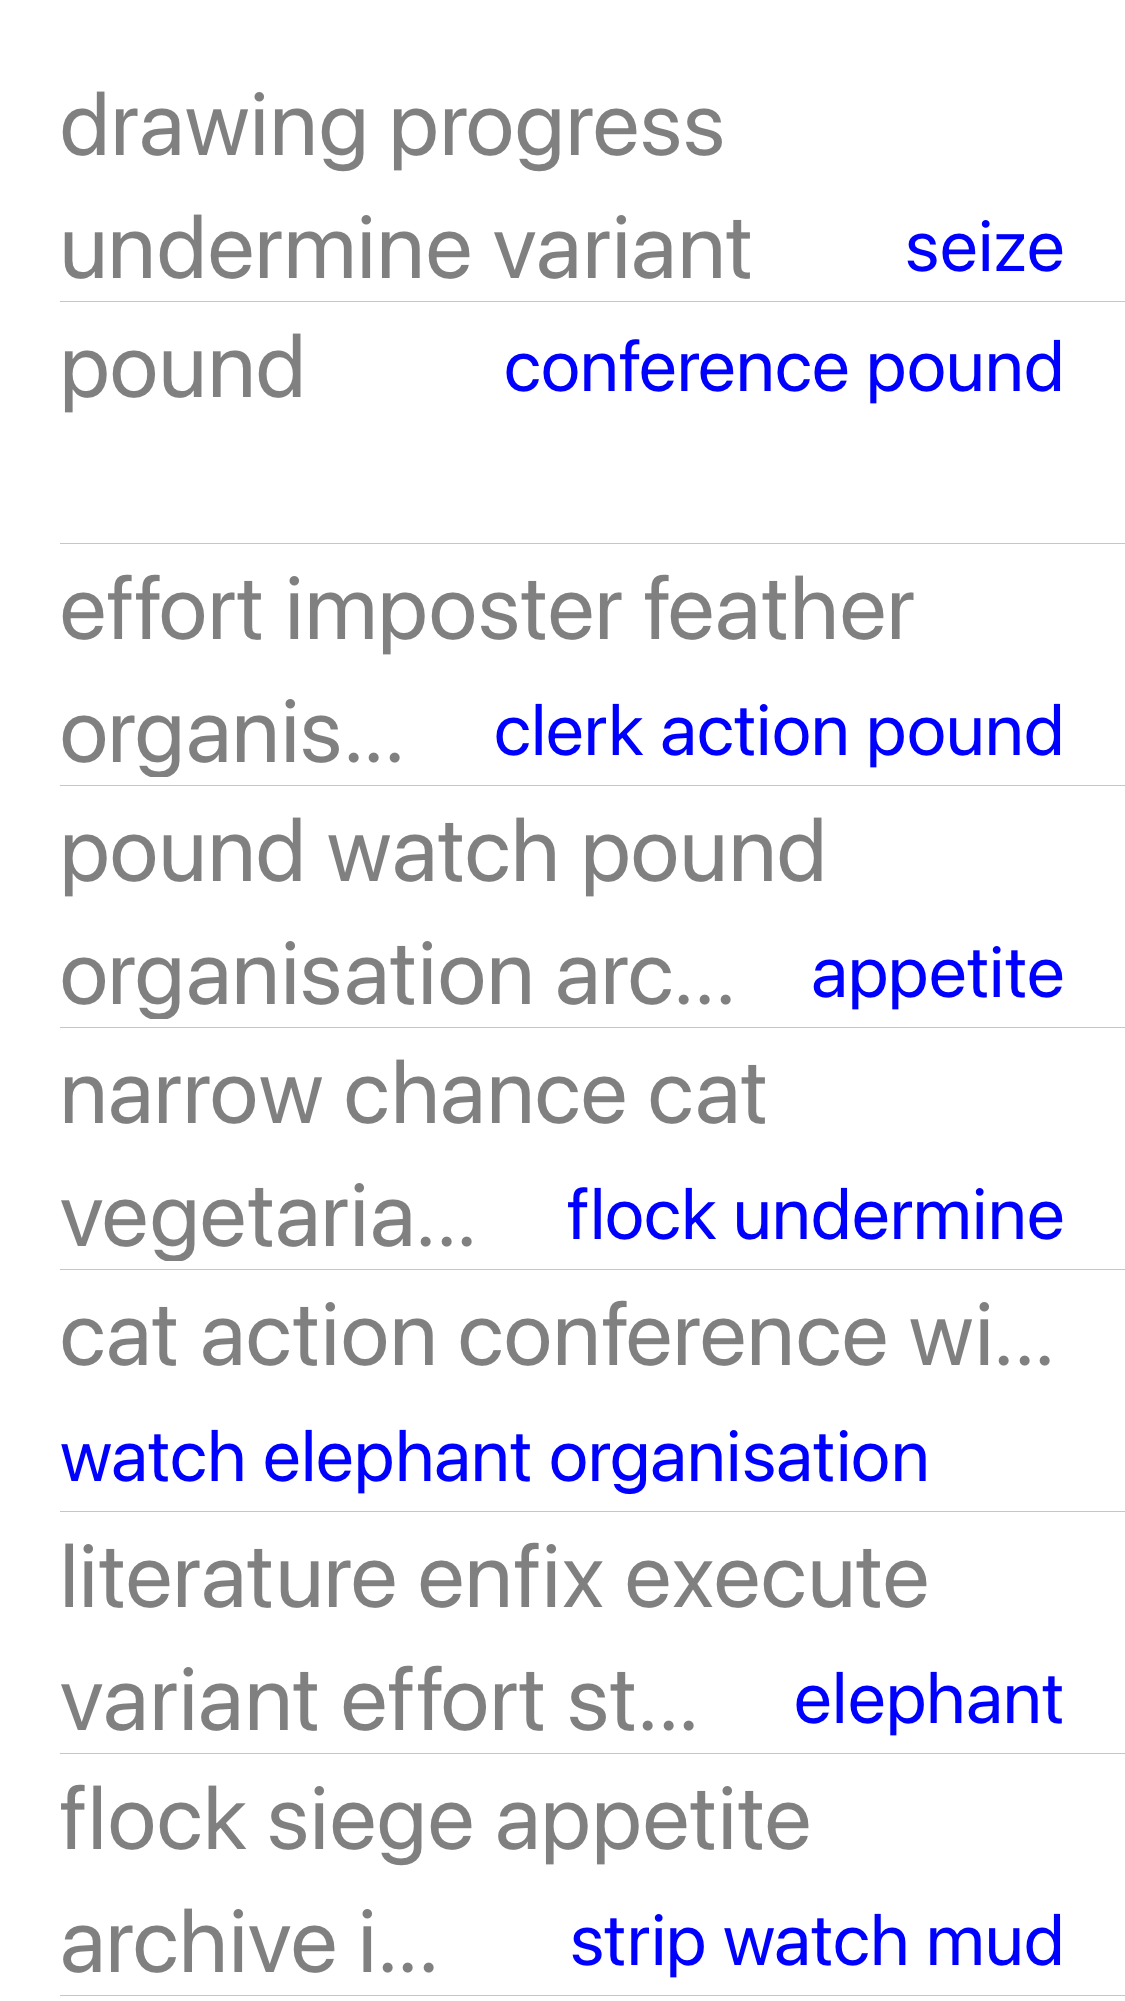 drawing progress
undermine variant seize
pound conference pound
effort imposter feather
organis... clerk action pound
pound watch pound
organisation arc... appetite
narrow chance cat
vegetaria... flock undermine
cat action conference wi...
watch elephant organisation
literature enfix execute
variant effort st... elephant
flock siege appetite
archive i... strip watch mud